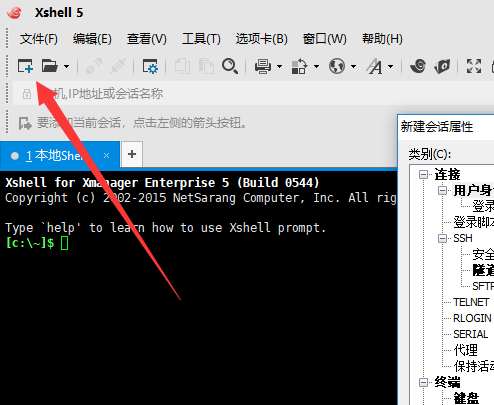 Xshell 5
文件(F) 编辑(E) 查看(V) 工具(T) 选项卡(B) 窗口(W) 帮助(H)
机,IP地址或会话名称
要添加当前会话，点击左侧的箭头按钮。
1 本地Shell
新建会话属性
类别(C):
Xshell for Xmanager Enterprise 5 (Build 0544)
Copyright (c) 2002-2015 NetSarang Computer, Inc. All
Type `help' to learn how to use Xshell prompt.
[c:\~]$
连接
用户身
登录
登录脚
SSH
安全
隧道
SFTP
TELNET
RLOGIN
SERIAL
代理
保持活
终端
键盘